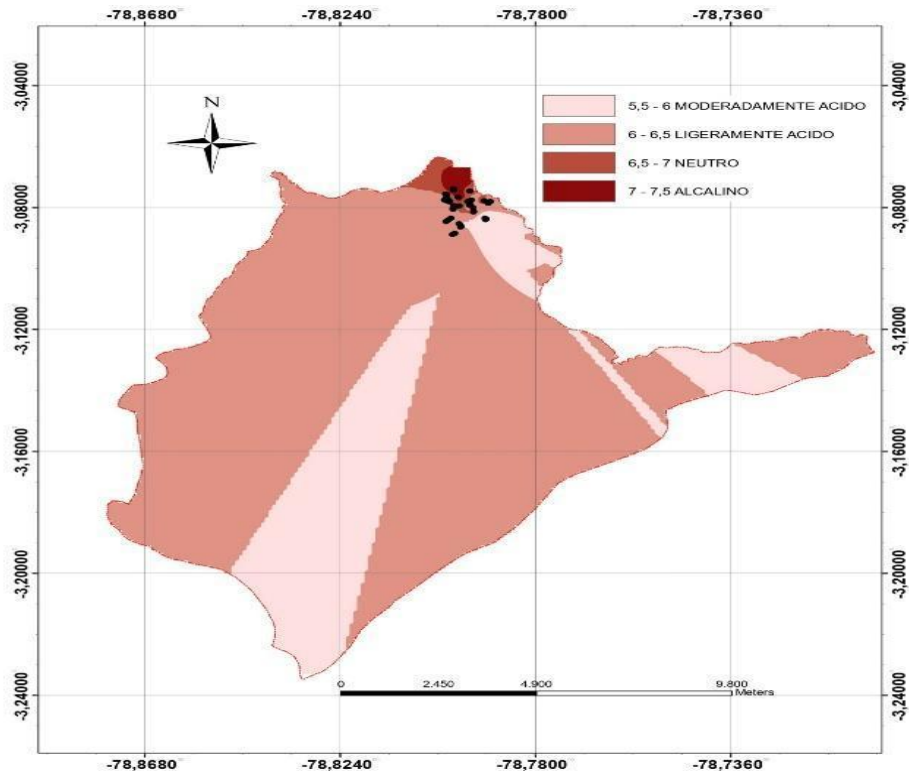 -78,8680 -78,8240 -78,7800 -78,7360
-3,04000 -3,04000
N
5,5 - 6 MODERADAMENTE ACIDO
6 - 6,5 LIGERAMENTE ACIDO
6,5 - 7 NEUTRO
7 - 7,5 ALCALINO
-3,08000 -3,08000
-3,12000 -3,12000
-3,16000 -3,16000
-3,20000 -3,20000
-3,24000 -3,24000
0 2.450 4.900 9.800
Meters
-78,8680 -78,8240 -78,7800 -78,7360